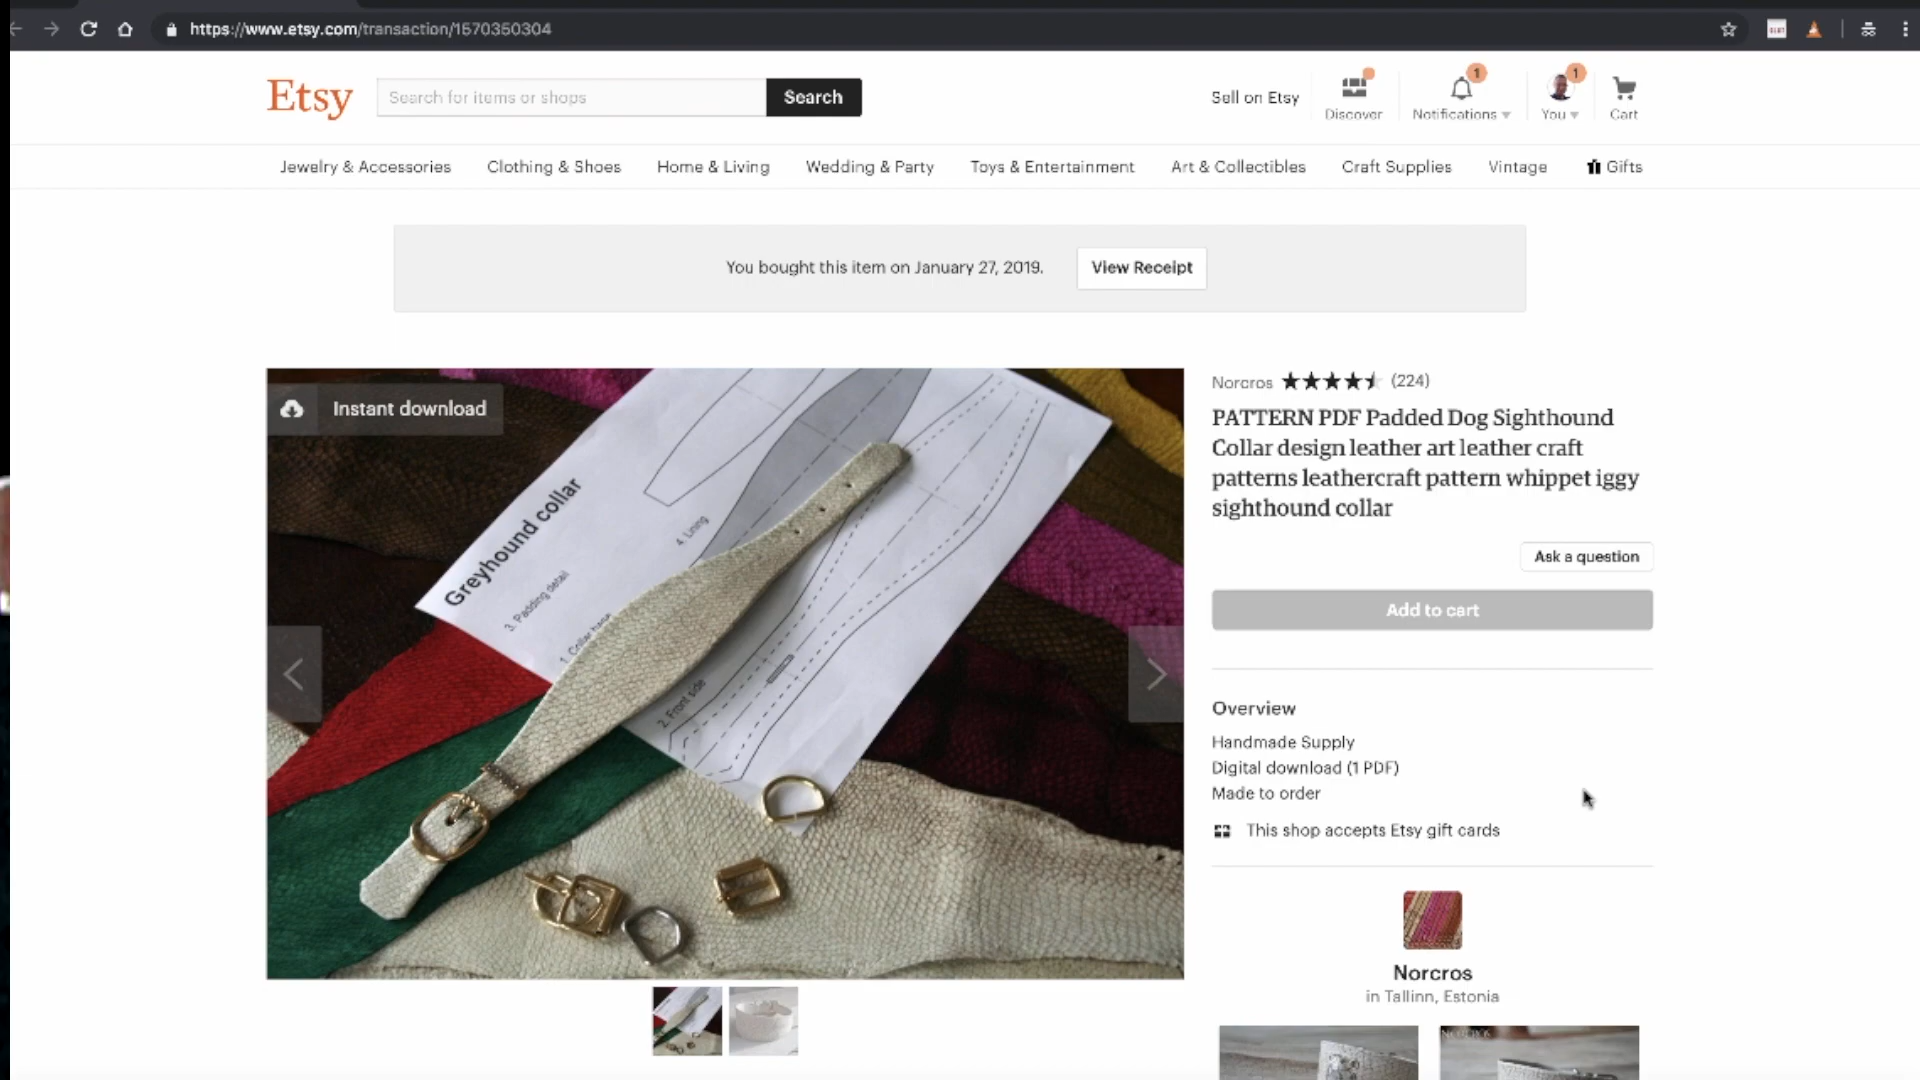 https://www.etsy.com/transaction/1570350304
Etsy
Search for items or shops
Search
Sell on Etsy
Discover
1
Notifications
1
You
Cart
Jewelry & Accessories
Clothing & Shoes
Home & Living
Wedding & Party
Toys & Entertainment
Art & Collectibles
Craft Supplies
Vintage
Gifts
You bought this item on January 27, 2019.
View Receipt
Instant download
Greyhound collar
4. Lining
3. Padding detail
1. Collar base
2. Front side
Norcros
(224)
PATTERN PDF Padded Dog Sighthound
Collar design leather art leather craft
patterns leathercraft pattern whippet iggy
sighthound collar
Ask a question
Add to cart
Overview
Handmade Supply
Digital download (1 PDF)
Made to order
This shop accepts Etsy gift cards
Norcros
in Tallinn, Estonia
NORCROS